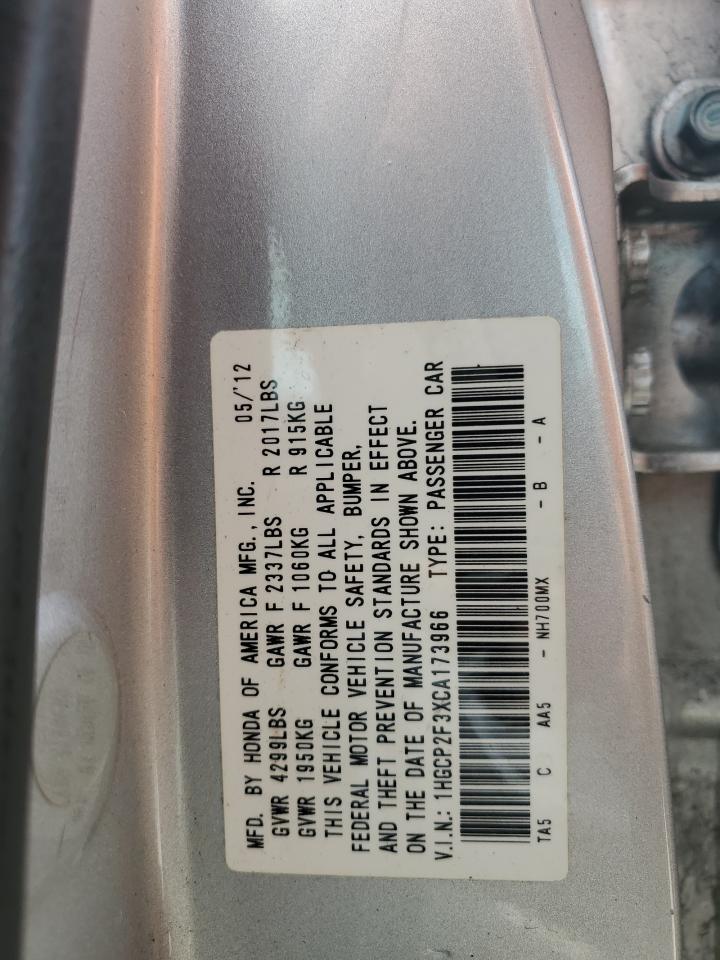 MFD. BY HONDA OF AMERICA MFG., INC. 05/'12
GVWR 4299LBS GAWR F 2337LBS R 2017LBS
GVWR 1950KG GAWR F 1060KG R 915KG
THIS VEHICLE CONFORMS TO ALL APPLICABLE
FEDERAL MOTOR VEHICLE SAFETY, BUMPER,
AND THEFT PREVENTION STANDARDS IN EFFECT
ON THE DATE OF MANUFACTURE SHOWN ABOVE.
V.I.N.: 1HGCP2F3XCA173966 TYPE: PASSENGER CAR
TA5 C AA5 - NH700MX - B - A